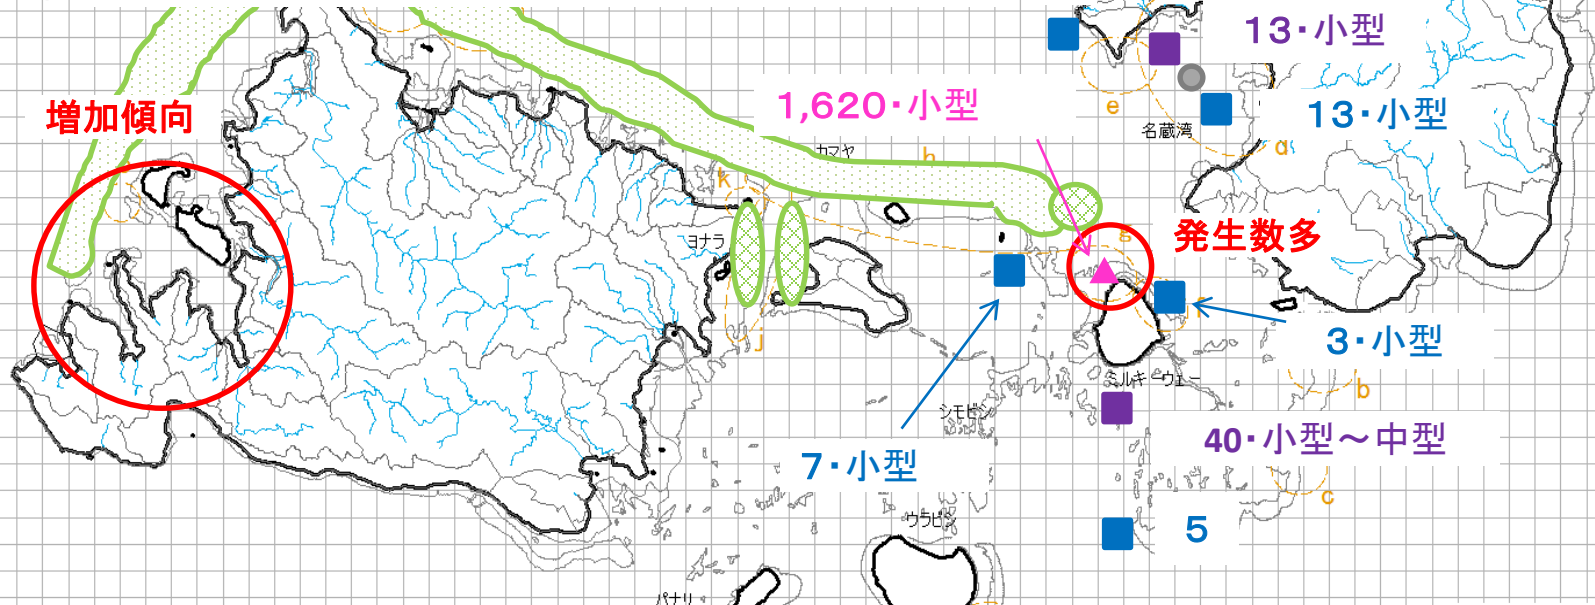 13・小型
増加傾向
1,620・小型
e
13・小型
名蔵湾
カマヤ
h
d
k
ヨナラ
g
発生数多
f
j
3・小型
ミルキーウェー
b
シモビシ
40・小型～中型
7・小型
c
ウラビシ
5
パナリ